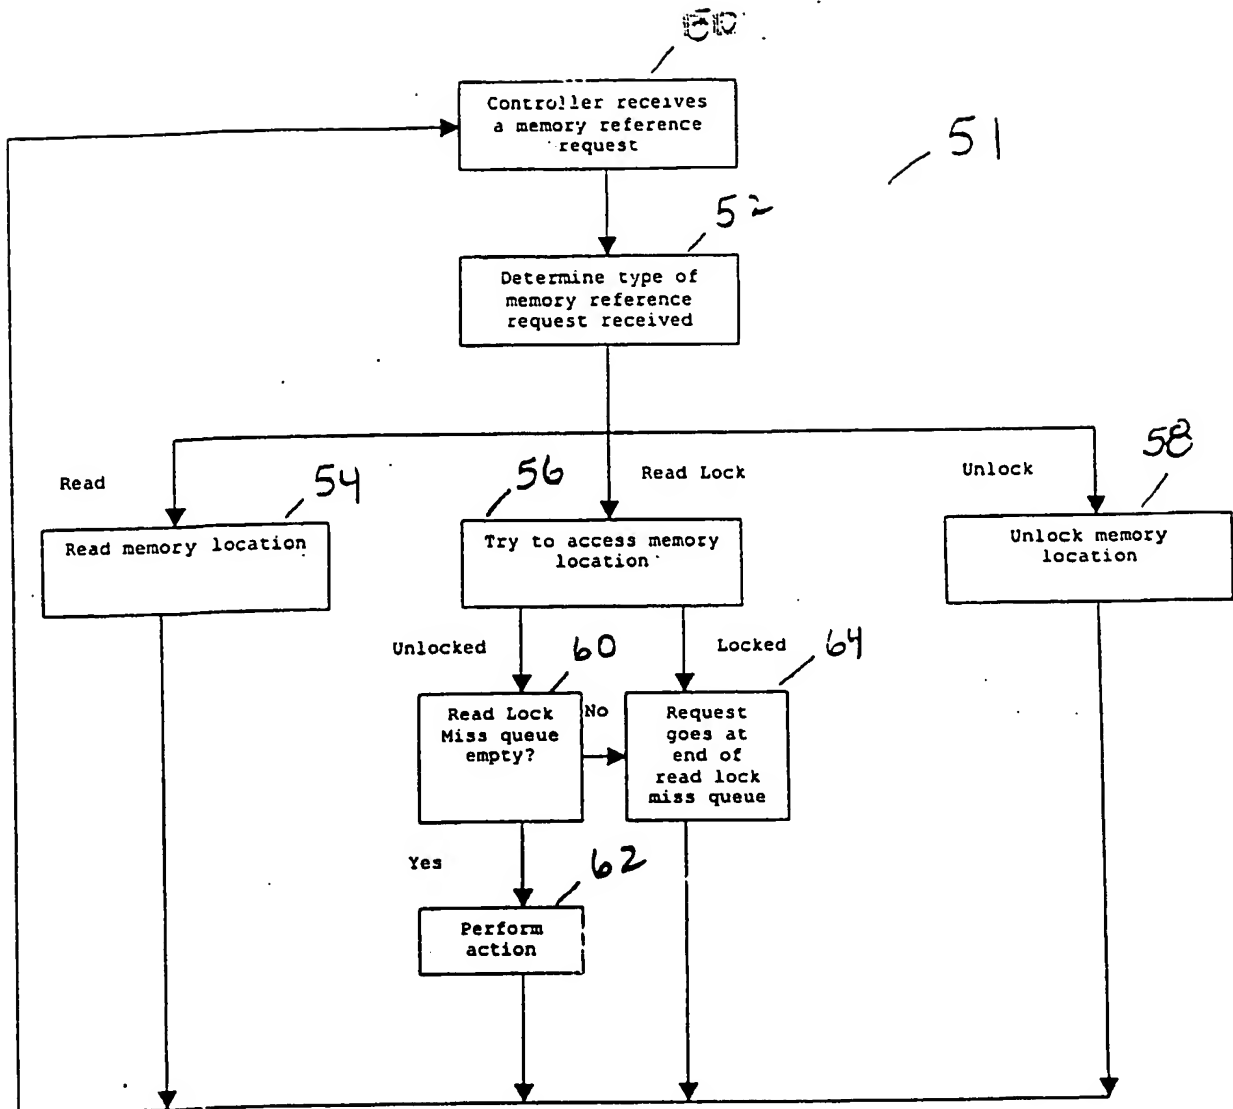 Controller receives
a memory reference
request
51
52
Determine type of
memory reference
request received
Read
54
56
Read Lock
Unlock
58
Read memory location
Try to access memory
location
Unlock memory
location
Unlocked
60
Locked
64
Read Lock
Miss queue
empty?
No
Request
goes at
end of
read lock
miss queue
Yes
62
Perform
action